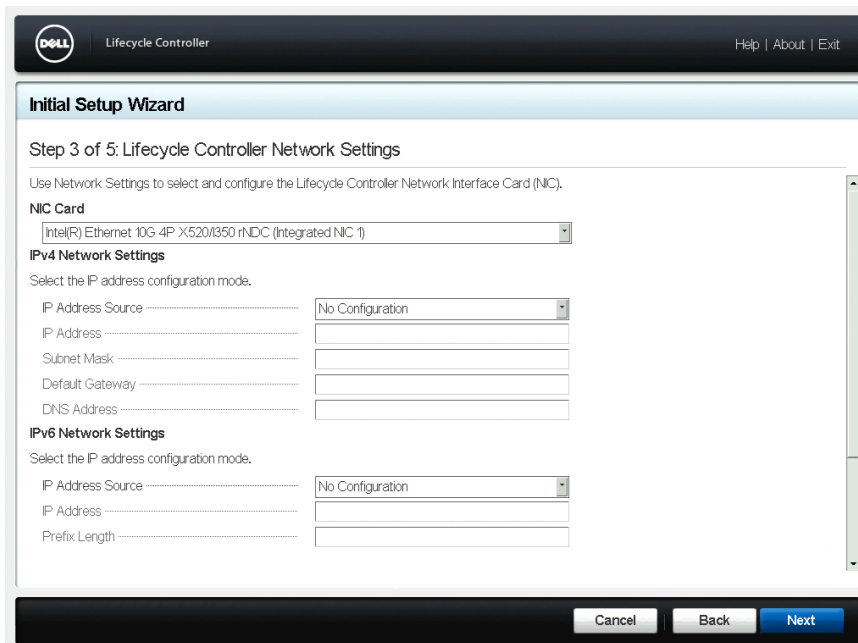 DELL
Lifecycle Controller
Help | About | Exit
Initial Setup Wizard
Step 3 of 5: Lifecycle Controller Network Settings
Use Network Settings to select and configure the Lifecycle Controller Network Interface Card (NIC).
NIC Card
Intel(R) Ethernet 10G 4P X520/I350 rNDC (Integrated NIC 1)
IPv4 Network Settings
Select the IP address configuration mode.
IP Address Source No Configuration
IP Address
Subnet Mask
Default Gateway
DNS Address
IPv6 Network Settings
Select the IP address configuration mode.
IP Address Source No Configuration
IP Address
Prefix Length
Cancel Back Next